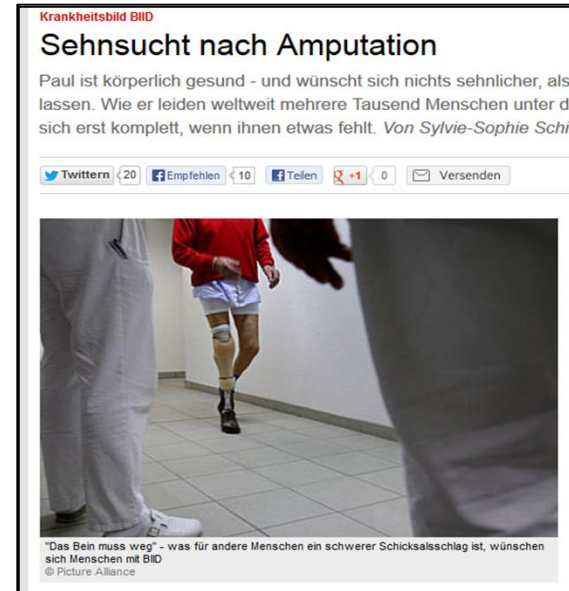 Krankheitsbild BIID
Sehnsucht nach Amputation
Paul ist körperlich gesund - und wünscht sich nichts sehnlicher, als
lassen. Wie er leiden weltweit mehrere Tausend Menschen unter d
sich erst komplett, wenn ihnen etwas fehlt. Von Sylvie-Sophie Schi
Twittern 20 Empfehlen 10 Teilen +1 0 Versenden
"Das Bein muss weg" - was für andere Menschen ein schwerer Schicksalsschlag ist, wünschen
sich Menschen mit BIID
© Picture Alliance